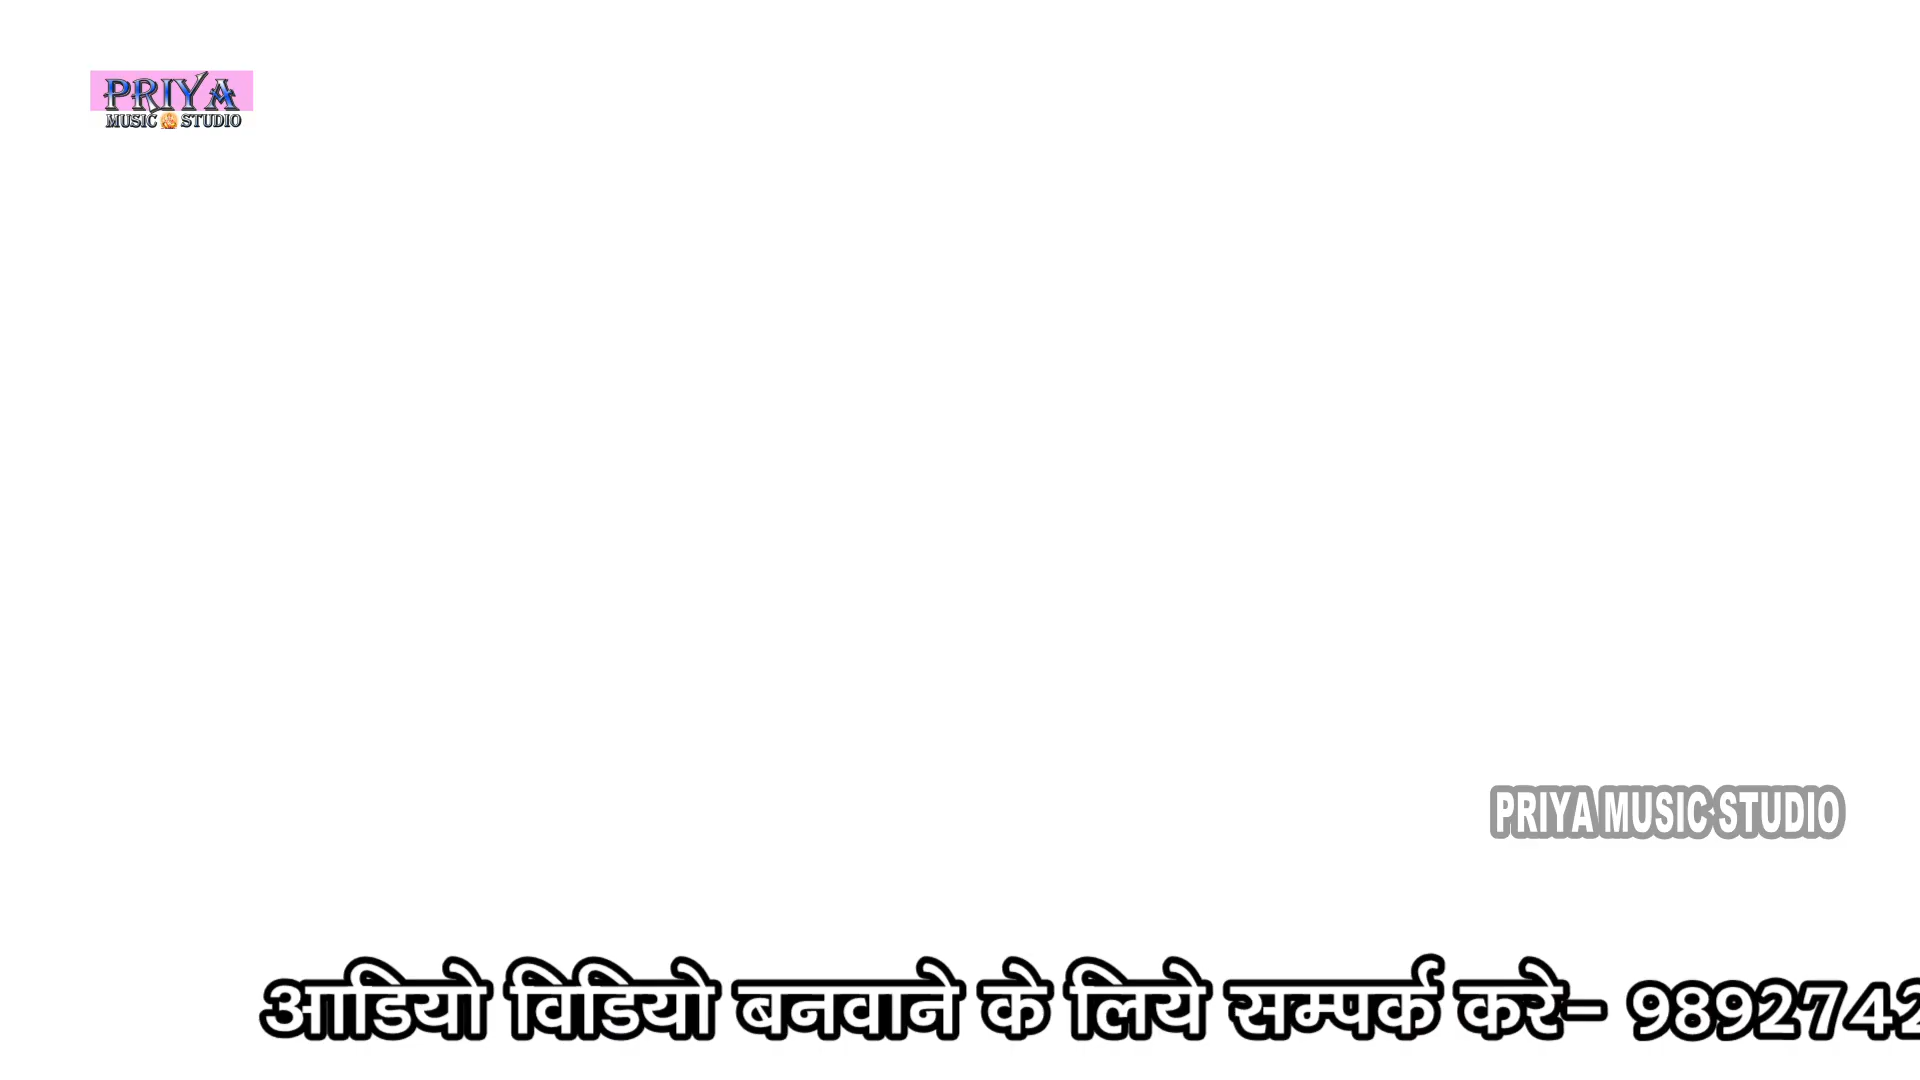 PRIYA
MUSIC STUDIO
PRIYA MUSIC STUDIO
आडियो विडियो बनवाने के लिये सम्पर्क करे- 9892742